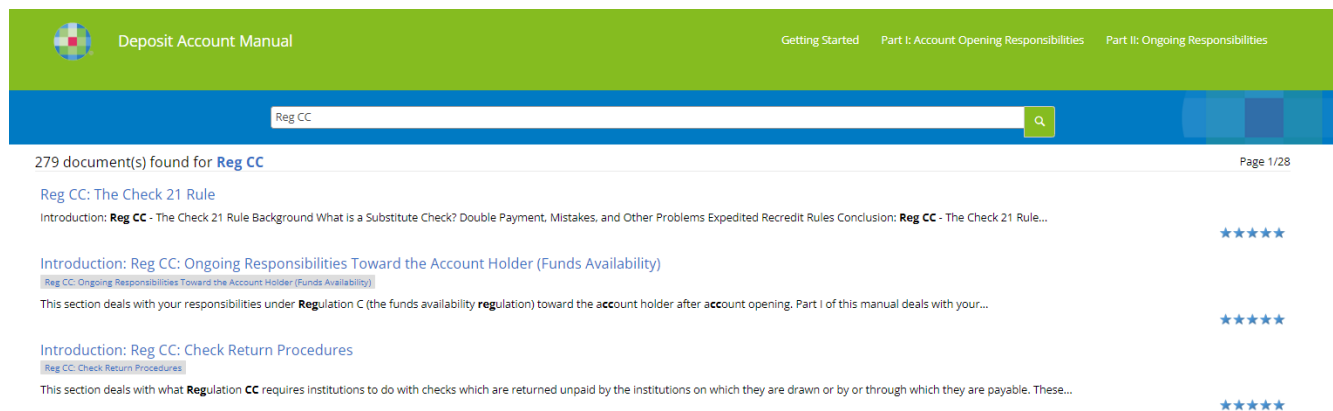 Deposit Account Manual
Getting Started Part I: Account Opening Responsibilities Part II: Ongoing Responsibilities
Reg CC
279 document(s) found for Reg CC
Page 1/28
Reg CC: The Check 21 Rule
Introduction: Reg CC - The Check 21 Rule Background What is a Substitute Check? Double Payment, Mistakes, and Other Problems Expedited Recredit Rules Conclusion: Reg CC - The Check 21 Rule...
Introduction: Reg CC: Ongoing Responsibilities Toward the Account Holder (Funds Availability)
Reg CC: Ongoing Responsibilities Toward the Account Holder (Funds Availability)
This section deals with your responsibilities under Regulation C (the funds availability regulation) toward the account holder after account opening. Part I of this manual deals with your...
Introduction: Reg CC: Check Return Procedures
Reg CC: Check Return Procedures
This section deals with what Regulation CC requires institutions to do with checks which are returned unpaid by the institutions on which they are drawn or by or through which they are payable. These...